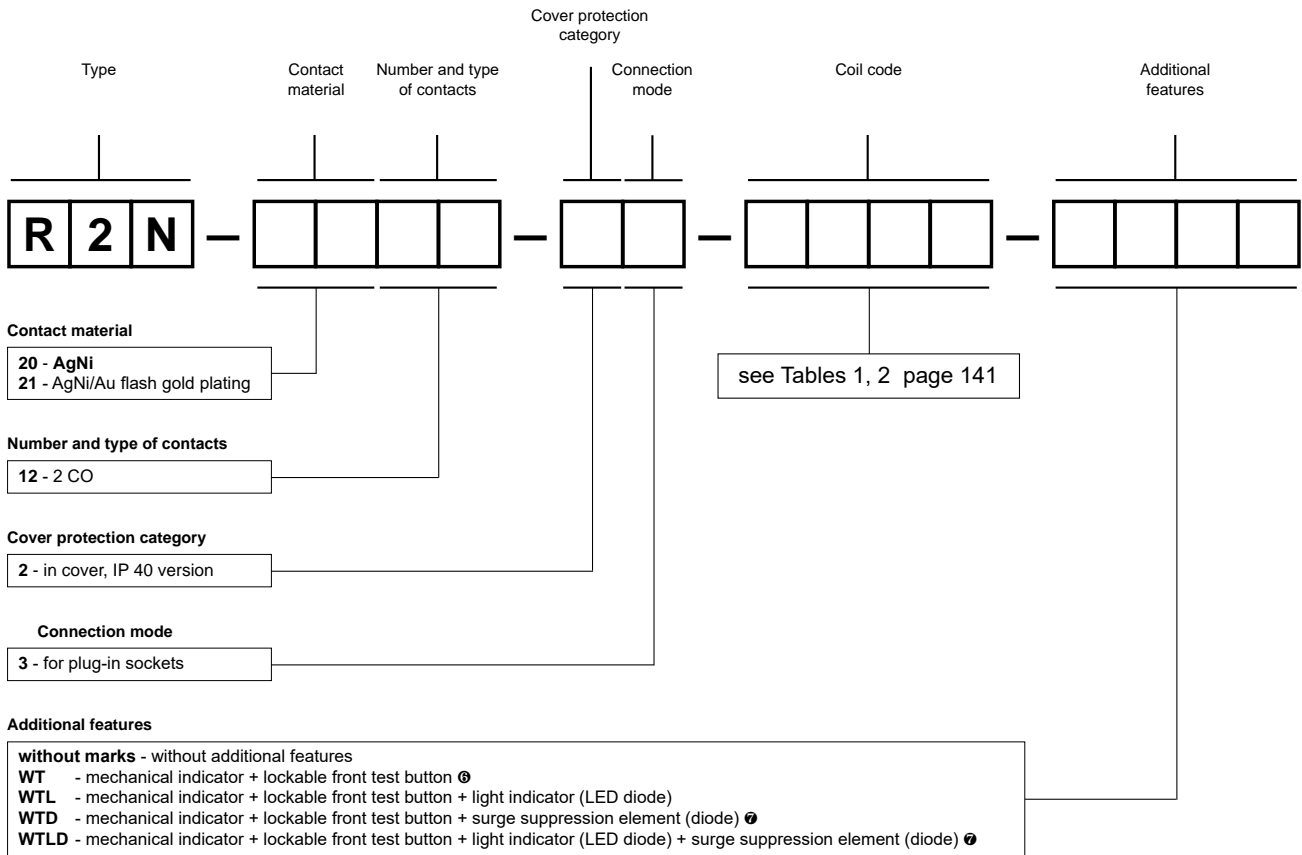 Cover protection
category
Type
Contact
material
Number and type
of contacts
Connection
mode
Coil code
Additional
features
R 2 N – – – –
Contact material
20 - AgNi
21 - AgNi/Au flash gold plating
see Tables 1, 2 page 141
Number and type of contacts
12 - 2 CO
Cover protection category
2 - in cover, IP 40 version
Connection mode
3 - for plug-in sockets
Additional features
without marks - without additional features
WT - mechanical indicator + lockable front test button ❻
WTL - mechanical indicator + lockable front test button + light indicator (LED diode)
WTD - mechanical indicator + lockable front test button + surge suppression element (diode) ❼
WTLD - mechanical indicator + lockable front test button + light indicator (LED diode) + surge suppression element (diode) ❼